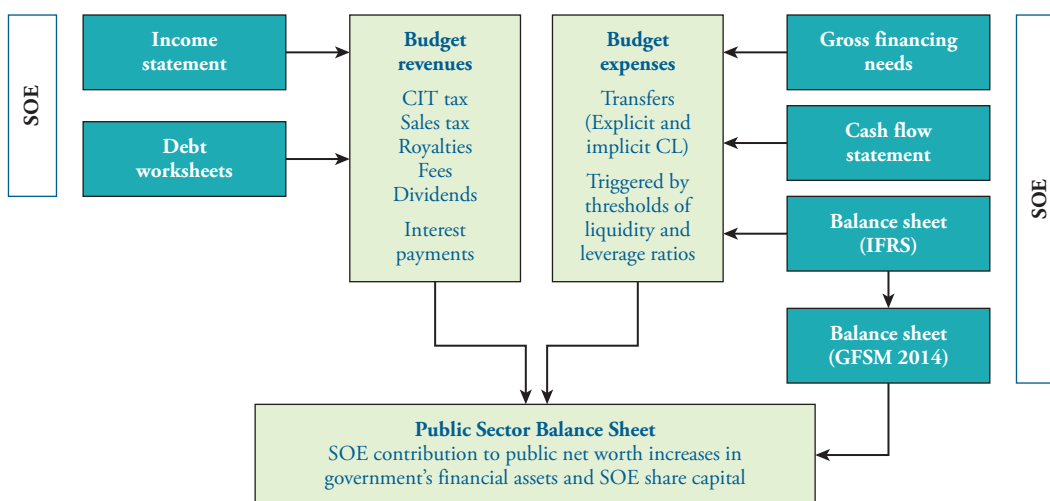 SOE
Income
statement
Debt
worksheets
Budget
revenues
CIT tax
Sales tax
Royalties
Fees
Dividends
Interest
payments
Budget
expenses
Transfers
(Explicit and
implicit CL)
Triggered by
thresholds of
liquidity and
leverage ratios
Gross financing
needs
Cash flow
statement
Balance sheet
(IFRS)
Balance sheet
(GFSM 2014)
SOE
Public Sector Balance Sheet
SOE contribution to public net worth increases in
government's financial assets and SOE share capital